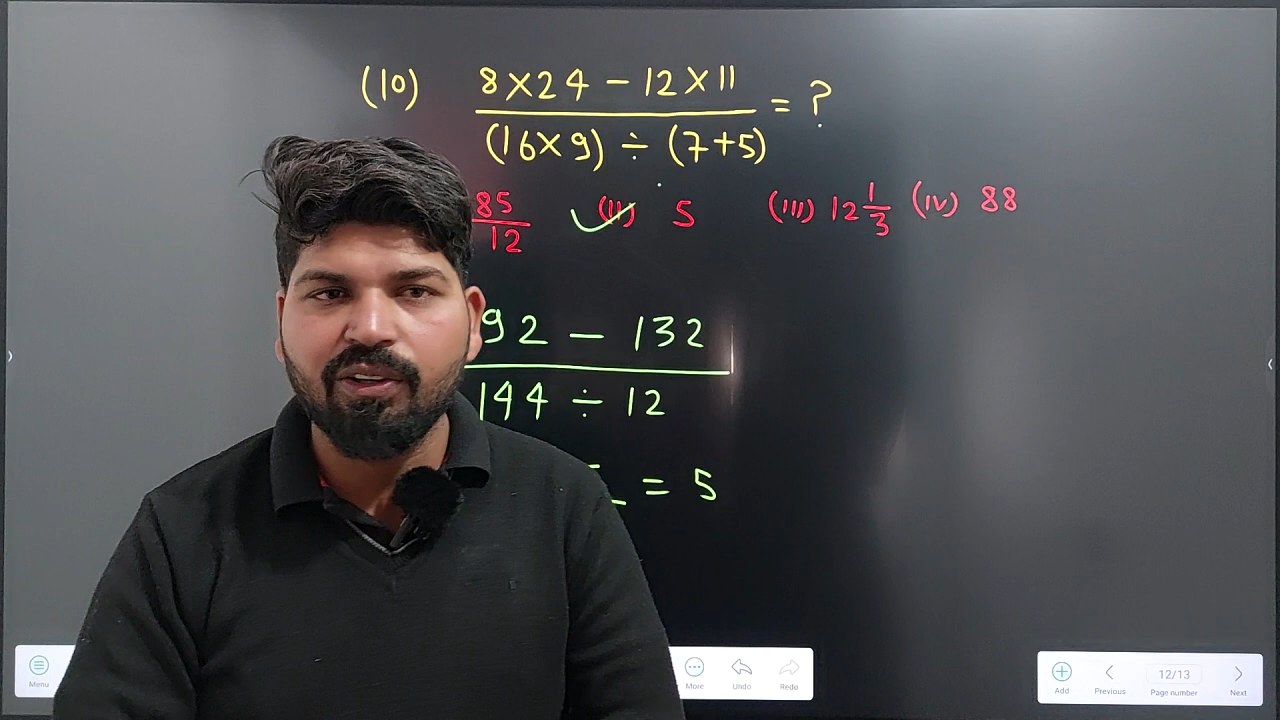 (10) 8×24 − 12×11
(16×9) ÷ (7+5)
= ?
85
12
(ii) 5 (iii) 12 1/3 (iv) 88
92 − 132
144 ÷ 12
= 5
Menu
More Undo Redo
Add Previous 12/13 Page number Next